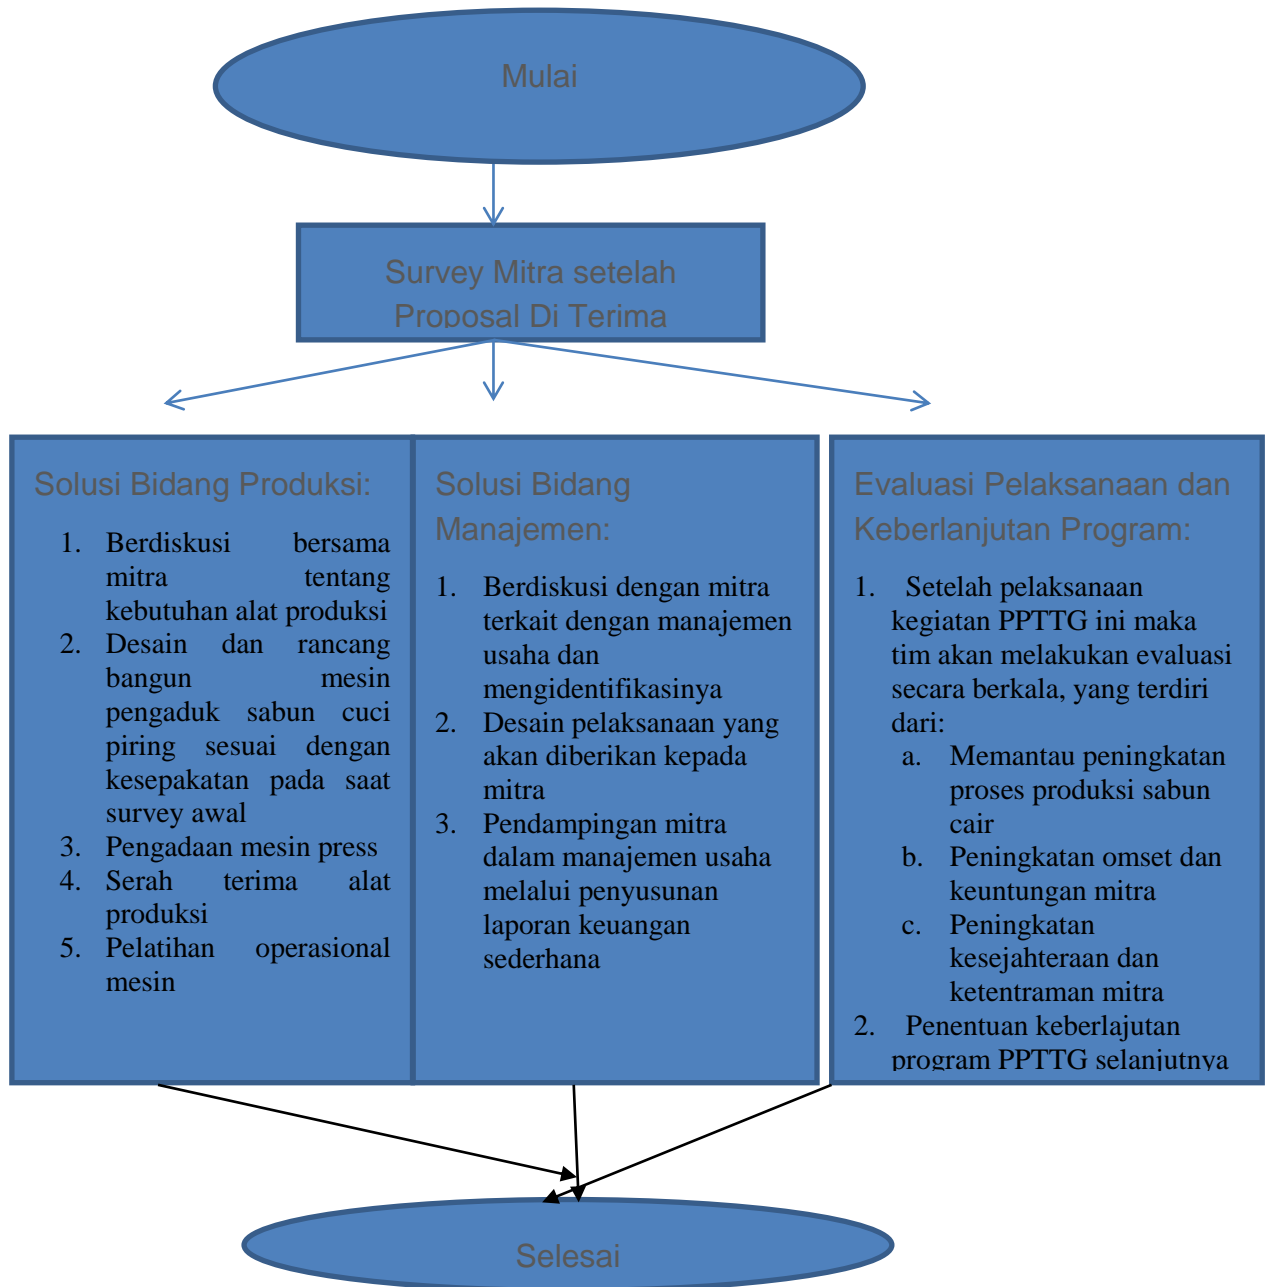 Mulai
Survey Mitra setelah
Proposal Di Terima
Solusi Bidang Produksi:
1. Berdiskusi bersama
mitra tentang
kebutuhan alat produksi
2. Desain dan rancang
bangun mesin
pengaduk sabun cuci
piring sesuai dengan
kesepakatan pada saat
survey awal
3. Pengadaan mesin press
4. Serah terima alat
produksi
5. Pelatihan operasional
mesin
Solusi Bidang
Manajemen:
1. Berdiskusi dengan mitra
terkait dengan manajemen
usaha dan
mengidentifikasinya
2. Desain pelaksanaan yang
akan diberikan kepada
mitra
3. Pendampingan mitra
dalam manajemen usaha
melalui penyusunan
laporan keuangan
sederhana
Evaluasi Pelaksanaan dan
Keberlanjutan Program:
1. Setelah pelaksanaan
kegiatan PPTTG ini maka
tim akan melakukan evaluasi
secara berkala, yang terdiri
dari:
a. Memantau peningkatan
proses produksi sabun
cair
b. Peningkatan omset dan
keuntungan mitra
c. Peningkatan
kesejahteraan dan
ketentraman mitra
2. Penentuan keberlajutan
program PPTTG selanjutnya
Selesai